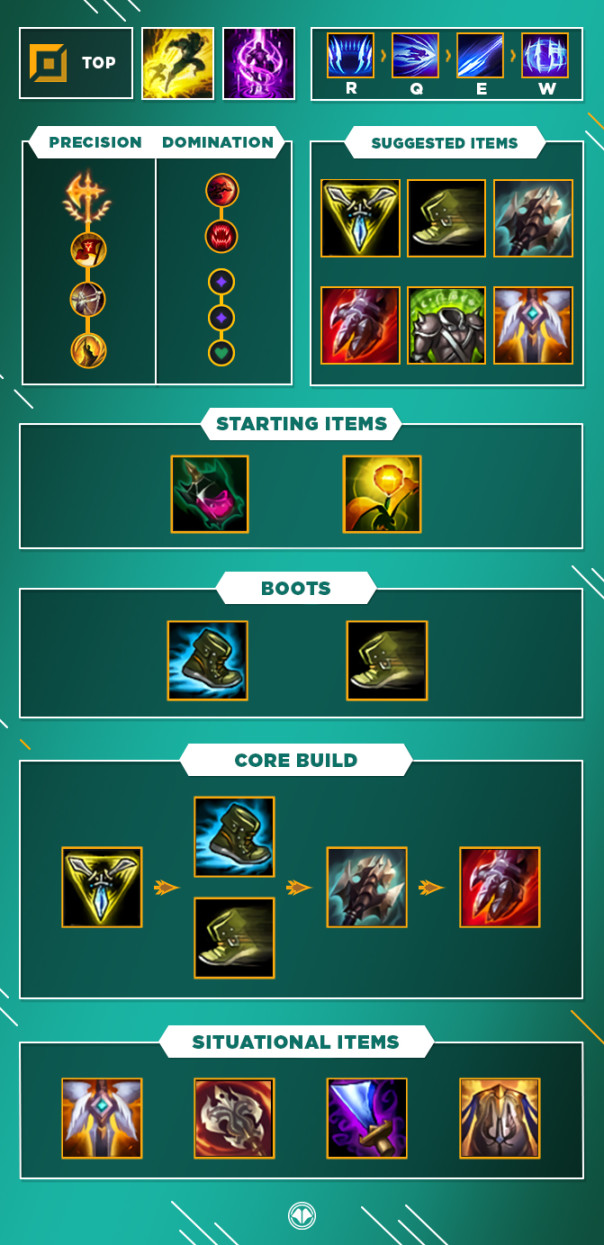 TOP
R Q E W
PRECISION DOMINATION
SUGGESTED ITEMS
STARTING ITEMS
BOOTS
CORE BUILD
SITUATIONAL ITEMS